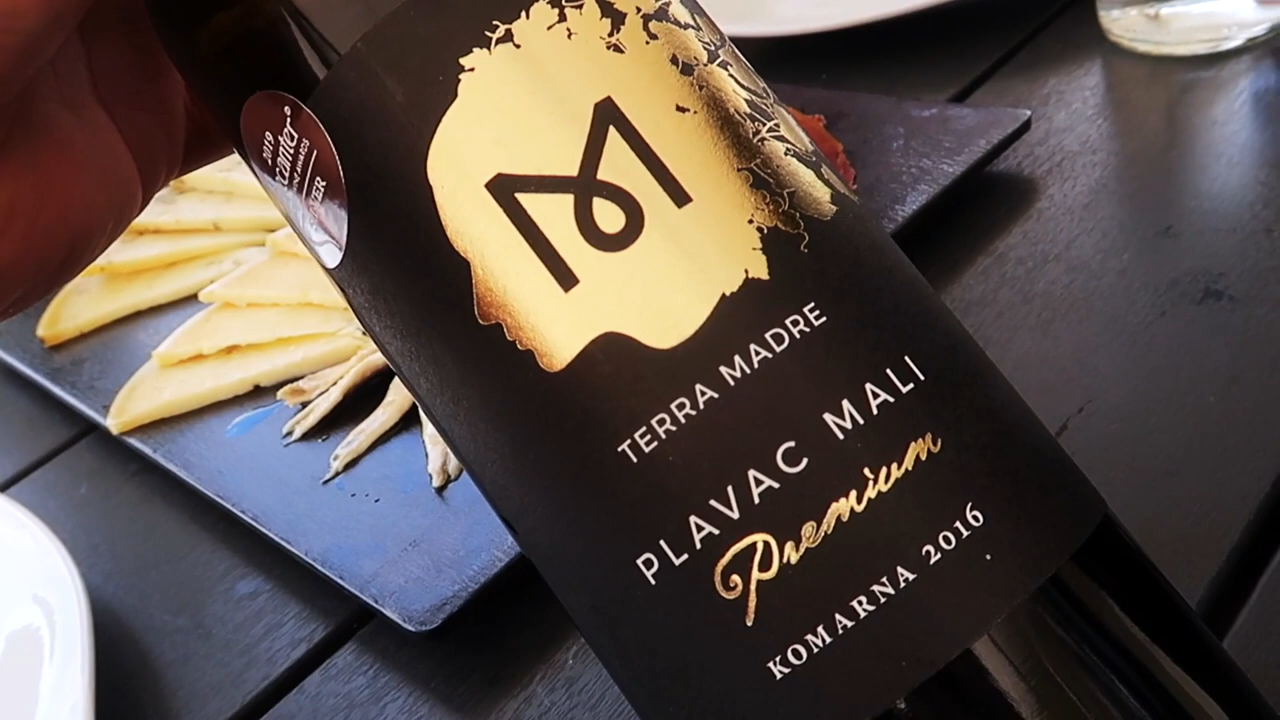 2019
M
TERRA MADRE
PLAVAC MALI
Premium
KOMARNA 2016